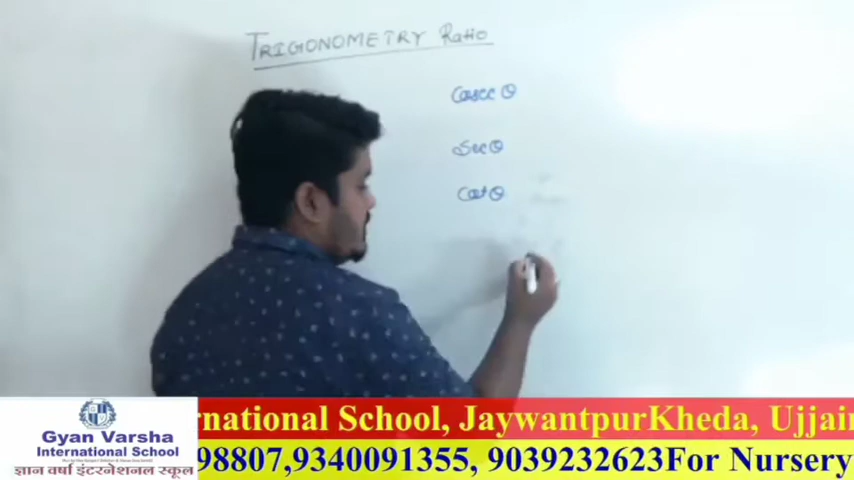 TRIGONOMETRY Ratio
Cosec θ
Sec θ
Cot θ
rnational School, JaywantpurKheda, Ujjain
98807,9340091355, 9039232623For Nursery
Gyan Varsha
International School
ज्ञान वर्षा इंटरनेशनल स्कूल